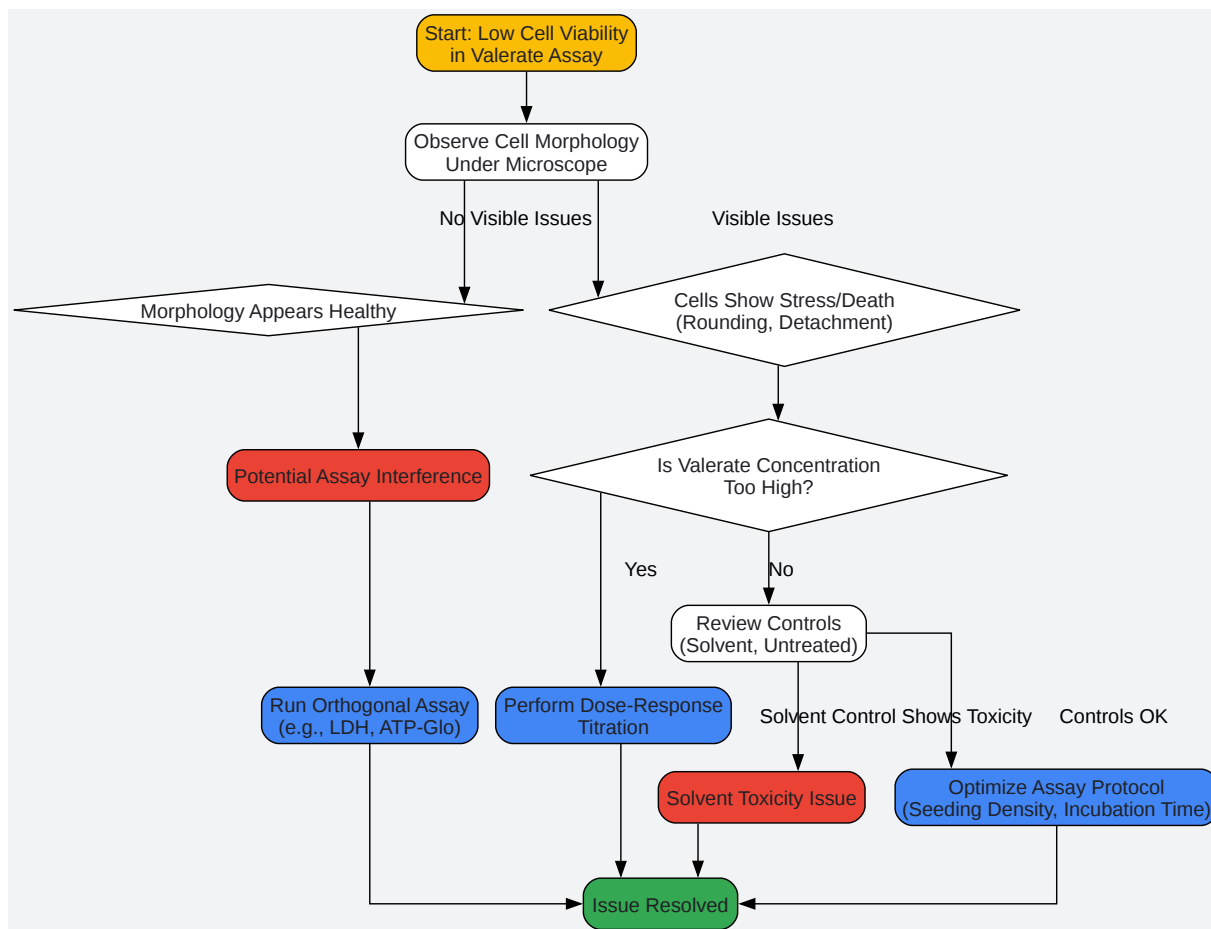 Start: Low Cell Viability
in Valerate Assay
Observe Cell Morphology
Under Microscope
No Visible Issues
Visible Issues
Morphology Appears Healthy
Cells Show Stress/Death
(Rounding, Detachment)
Potential Assay Interference
Is Valerate Concentration
Too High?
Yes
No
Review Controls
(Solvent, Untreated)
Run Orthogonal Assay
(e.g., LDH, ATP-Glo)
Perform Dose-Response
Titration
Solvent Control Shows Toxicity
Controls OK
Solvent Toxicity Issue
Optimize Assay Protocol
(Seeding Density, Incubation Time)
Issue Resolved